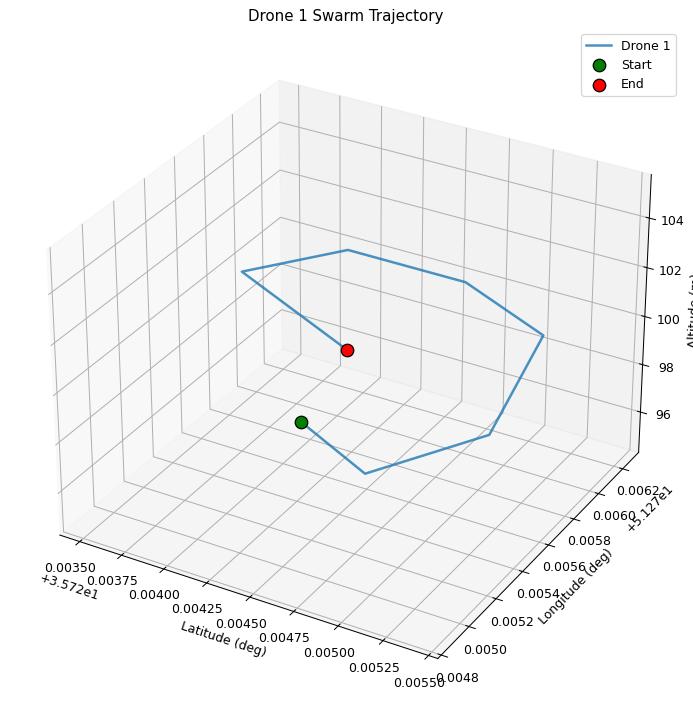 Drone 1 Swarm Trajectory
Drone 1
Start
End
104
102
100
98
96
Altitude (m)
0.0062
0.0060
0.0058
0.0056
0.0054
0.0052
0.0050
0.0048
+5.127e1
Longitude (deg)
0.00350
0.00375
0.00400
0.00425
0.00450
0.00475
0.00500
0.00525
0.00550
+3.572e1
Latitude (deg)